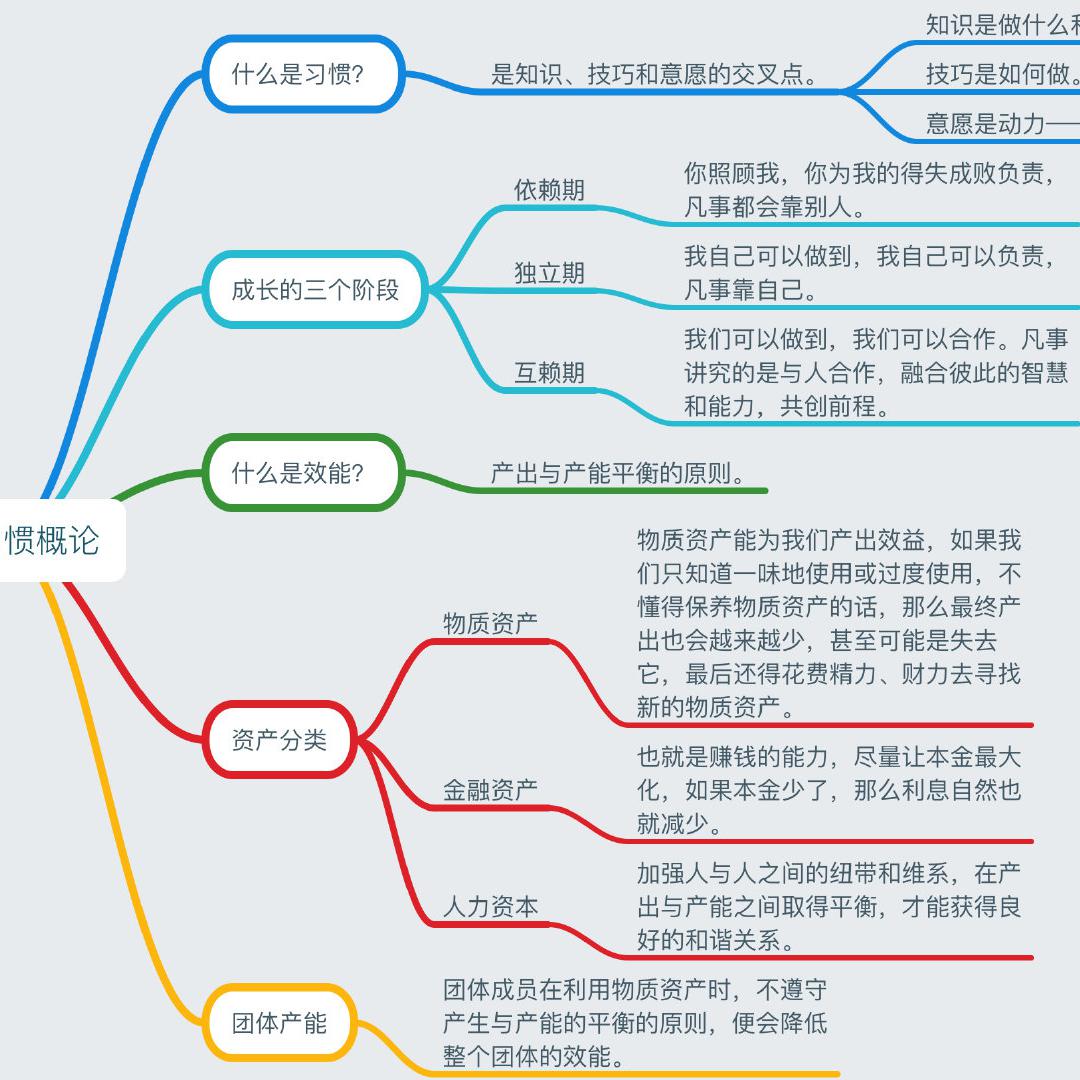 惯概论
什么是习惯?
是知识、技巧和意愿的交叉点。
知识是做什么
技巧是如何做。
意愿是动力——
成长的三个阶段
依赖期
你照顾我，你为我的得失成败负责，
凡事都会靠别人。
独立期
我自己可以做到，我自己可以负责，
凡事靠自己。
互赖期
我们可以做到，我们可以合作。凡事
讲究的是与人合作，融合彼此的智慧
和能力，共创前程。
什么是效能?
产出与产能平衡的原则。
资产分类
物质资产
物质资产能为我们产出效益，如果我
们只知道一味地使用或过度使用，不
懂得保养物质资产的话，那么最终产
出也会越来越少，甚至可能是失去
它，最后还得花费精力、财力去寻找
新的物质资产。
金融资产
也就是赚钱的能力，尽量让本金最大
化，如果本金少了，那么利息自然也
就减少。
人力资本
加强人与人之间的纽带和维系，在产
出与产能之间取得平衡，才能获得良
好的和谐关系。
团体产能
团体成员在利用物质资产时，不遵守
产生与产能的平衡的原则，便会降低
整个团体的效能。